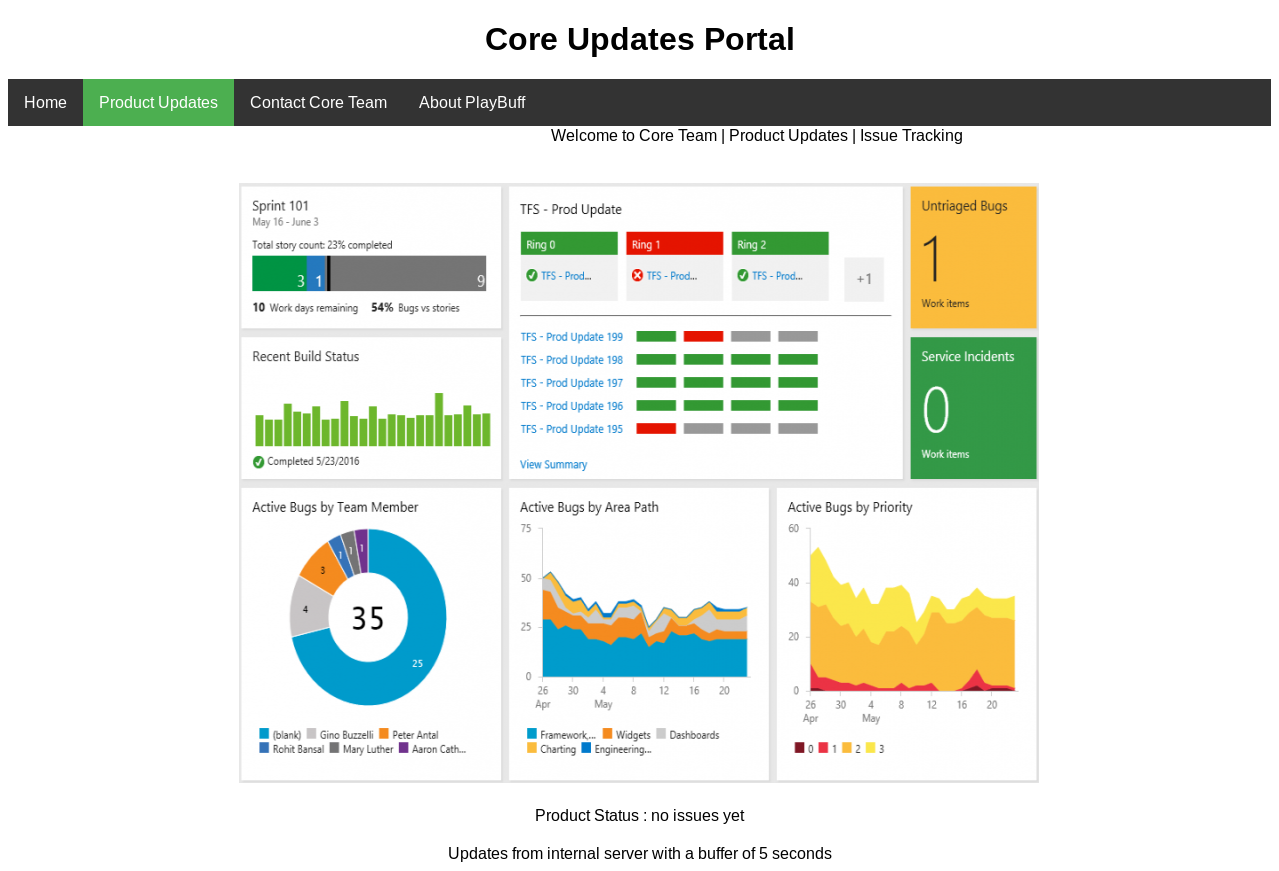 Core Updates Portal
Home Product Updates Contact Core Team About PlayBuff
Welcome to Core Team | Product Updates | Issue Tracking
Sprint 101
May 16 - June 3
Total story count: 23% completed
3 1 9
10 Work days remaining 54% Bugs vs stories
TFS - Prod Update
Ring 0 Ring 1 Ring 2
TFS - Prod... TFS - Prod... TFS - Prod... +1
TFS - Prod Update 199
TFS - Prod Update 198
TFS - Prod Update 197
TFS - Prod Update 196
TFS - Prod Update 195
View Summary
Untriaged Bugs
1
Work items
Recent Build Status
Completed 5/23/2016
Service Incidents
0
Work items
Active Bugs by Team Member
1 1 1
3
4
35
25
(blank) Gino Buzzelli Peter Antal
Rohit Bansal Mary Luther Aaron Cath...
Active Bugs by Area Path
75
50
25
0
26 30 4 8 12 16 20
Apr May
Framework,... Widgets Dashboards
Charting Engineering...
Active Bugs by Priority
60
40
20
0
26 30 4 8 12 16 20
Apr May
0 1 2 3
Product Status : no issues yet
Updates from internal server with a buffer of 5 seconds